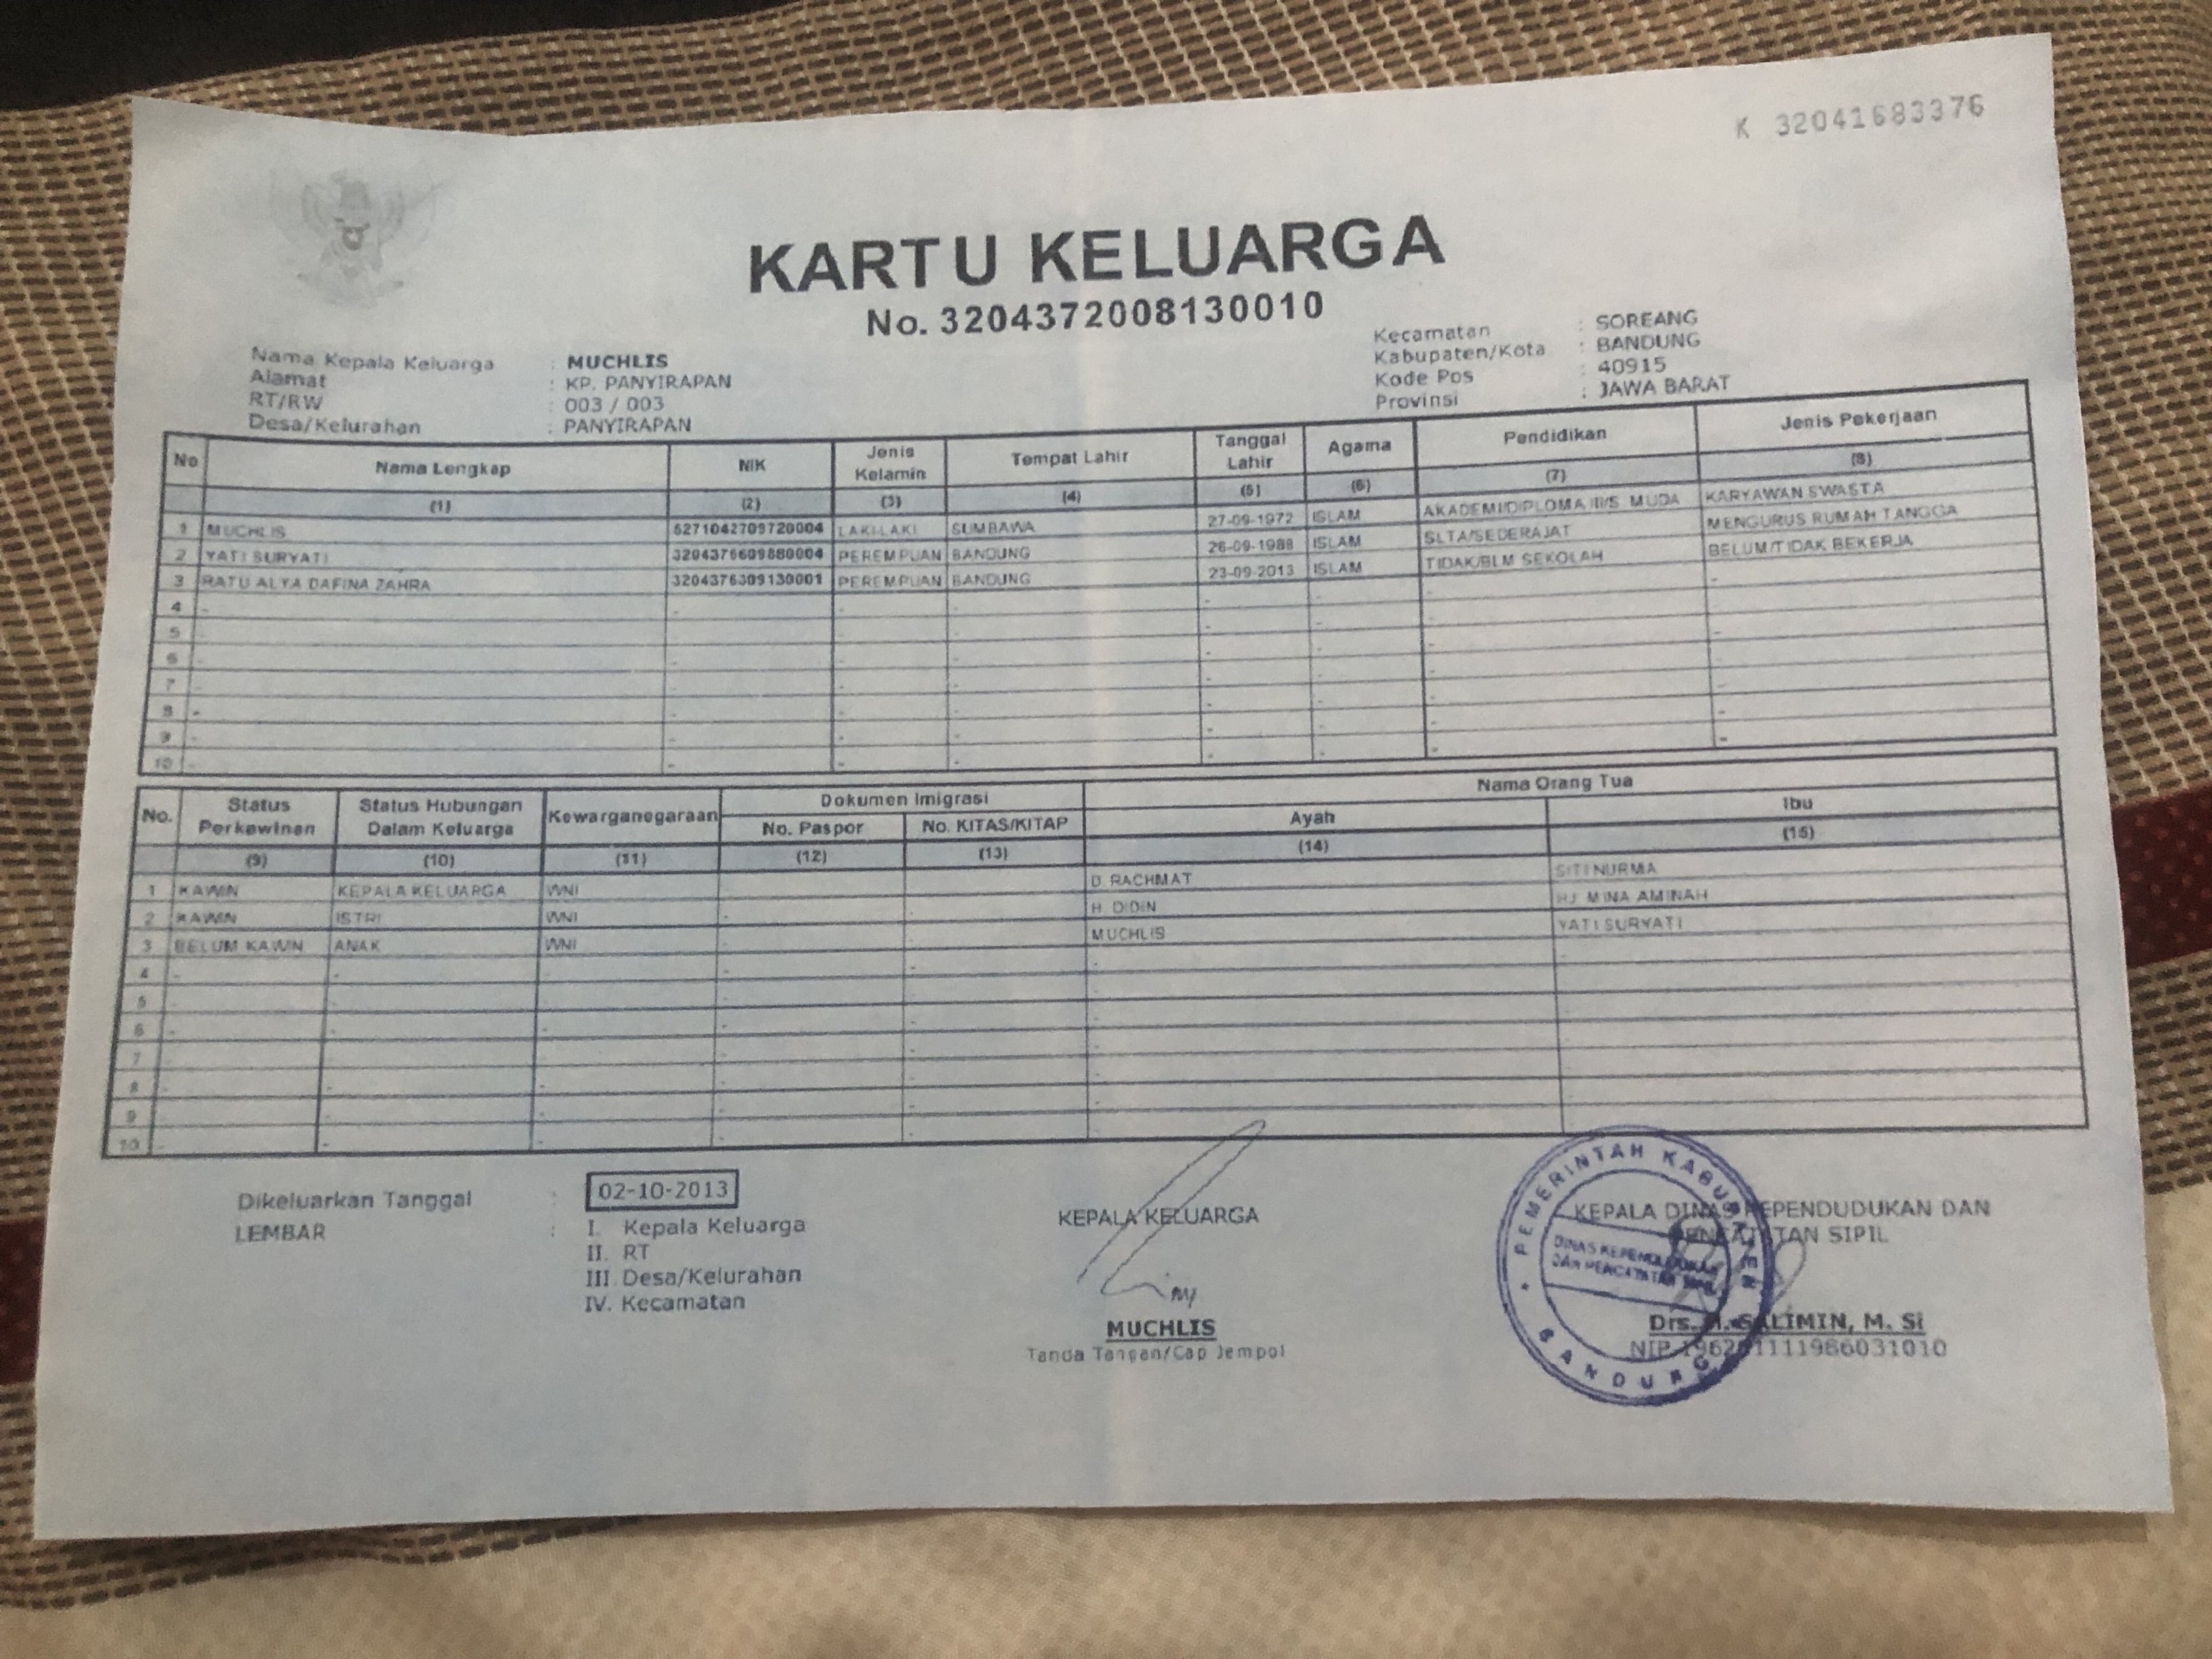 K 32041683376
KARTU KELUARGA
No. 3204372008130010
Nama Kepala Keluarga : MUCHLIS
Alamat : KP. PANYIRAPAN
RT/RW : 003 / 003
Desa/Kelurahan : PANYIRAPAN
Kecamatan : SOREANG
Kabupaten/Kota : BANDUNG
Kode Pos : 40915
Provinsi : JAWA BARAT
No Nama Lengkap NIK Jenis Kelamin Tempat Lahir Tanggal Lahir Agama Pendidikan Jenis Pekerjaan
(1) (2) (3) (4) (5) (6) (7) (8)
1 MUCHLIS 5271042709720004 LAKI-LAKI SUMBAWA 27-09-1972 ISLAM AKADEMI/DIPLOMA III/S. MUDA KARYAWAN SWASTA
2 YATI SURYATI 3204376609880004 PEREMPUAN BANDUNG 26-09-1988 ISLAM SLTA/SEDERAJAT MENGURUS RUMAH TANGGA
3 RATU ALYA DAFINA ZAHRA 3204376309130001 PEREMPUAN BANDUNG 23-09-2013 ISLAM TIDAK/BLM SEKOLAH BELUM/TIDAK BEKERJA
4 - - - - - - - -
5 - - - - - - - -
6 - - - - - - - -
7 - - - - - - - -
8 - - - - - - - -
9 - - - - - - - -
10 - - - - - - - -
No. Status Perkawinan Status Hubungan Dalam Keluarga Kewarganegaraan Dokumen Imigrasi Nama Orang Tua
No. Paspor No. KITAS/KITAP Ayah Ibu
(9) (10) (11) (12) (13) (14) (15)
1 KAWIN KEPALA KELUARGA WNI - - D RACHMAT SITI NURMA
2 KAWIN ISTRI WNI - - H. DIDIN HJ MINA AMINAH
3 BELUM KAWIN ANAK WNI - - MUCHLIS YATI SURYATI
4 - - - - - - -
5 - - - - - - -
6 - - - - - - -
7 - - - - - - -
8 - - - - - - -
9 - - - - - - -
10 - - - - - - -
Dikeluarkan Tanggal : 02-10-2013
LEMBAR : I. Kepala Keluarga
II. RT
III. Desa/Kelurahan
IV. Kecamatan
KEPALA KELUARGA
MUCHLIS
Tanda Tangan/Cap Jempol
KEPALA DINAS KEPENDUDUKAN DAN
PENCATATAN SIPIL
Drs. SALIMIN, M. Si
NIP.
PEMERINTAH KABUPATEN
DINAS KEPENDUDUKAN
DAN PENCATATAN SIPIL
BANDUNG